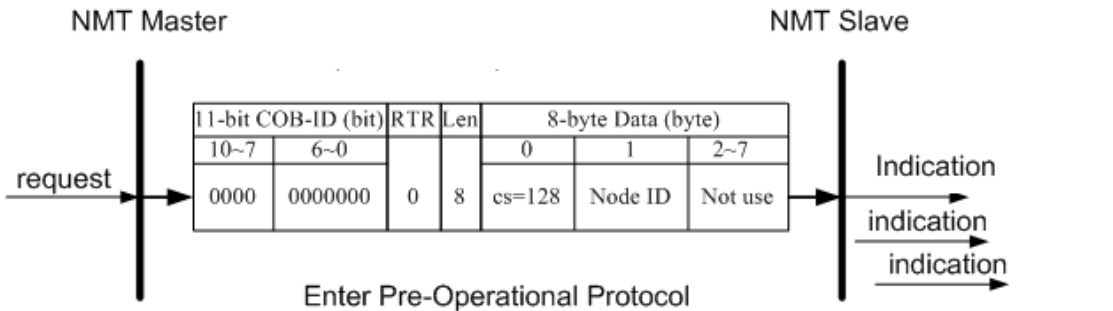 NMT Master
NMT Slave
11-bit COB-ID (bit) RTR Len 8-byte Data (byte)
10~7 6~0 0 1 2~7
request 0000 0000000 0 8 cs=128 Node ID Not use Indication
indication
indication
Enter Pre-Operational Protocol